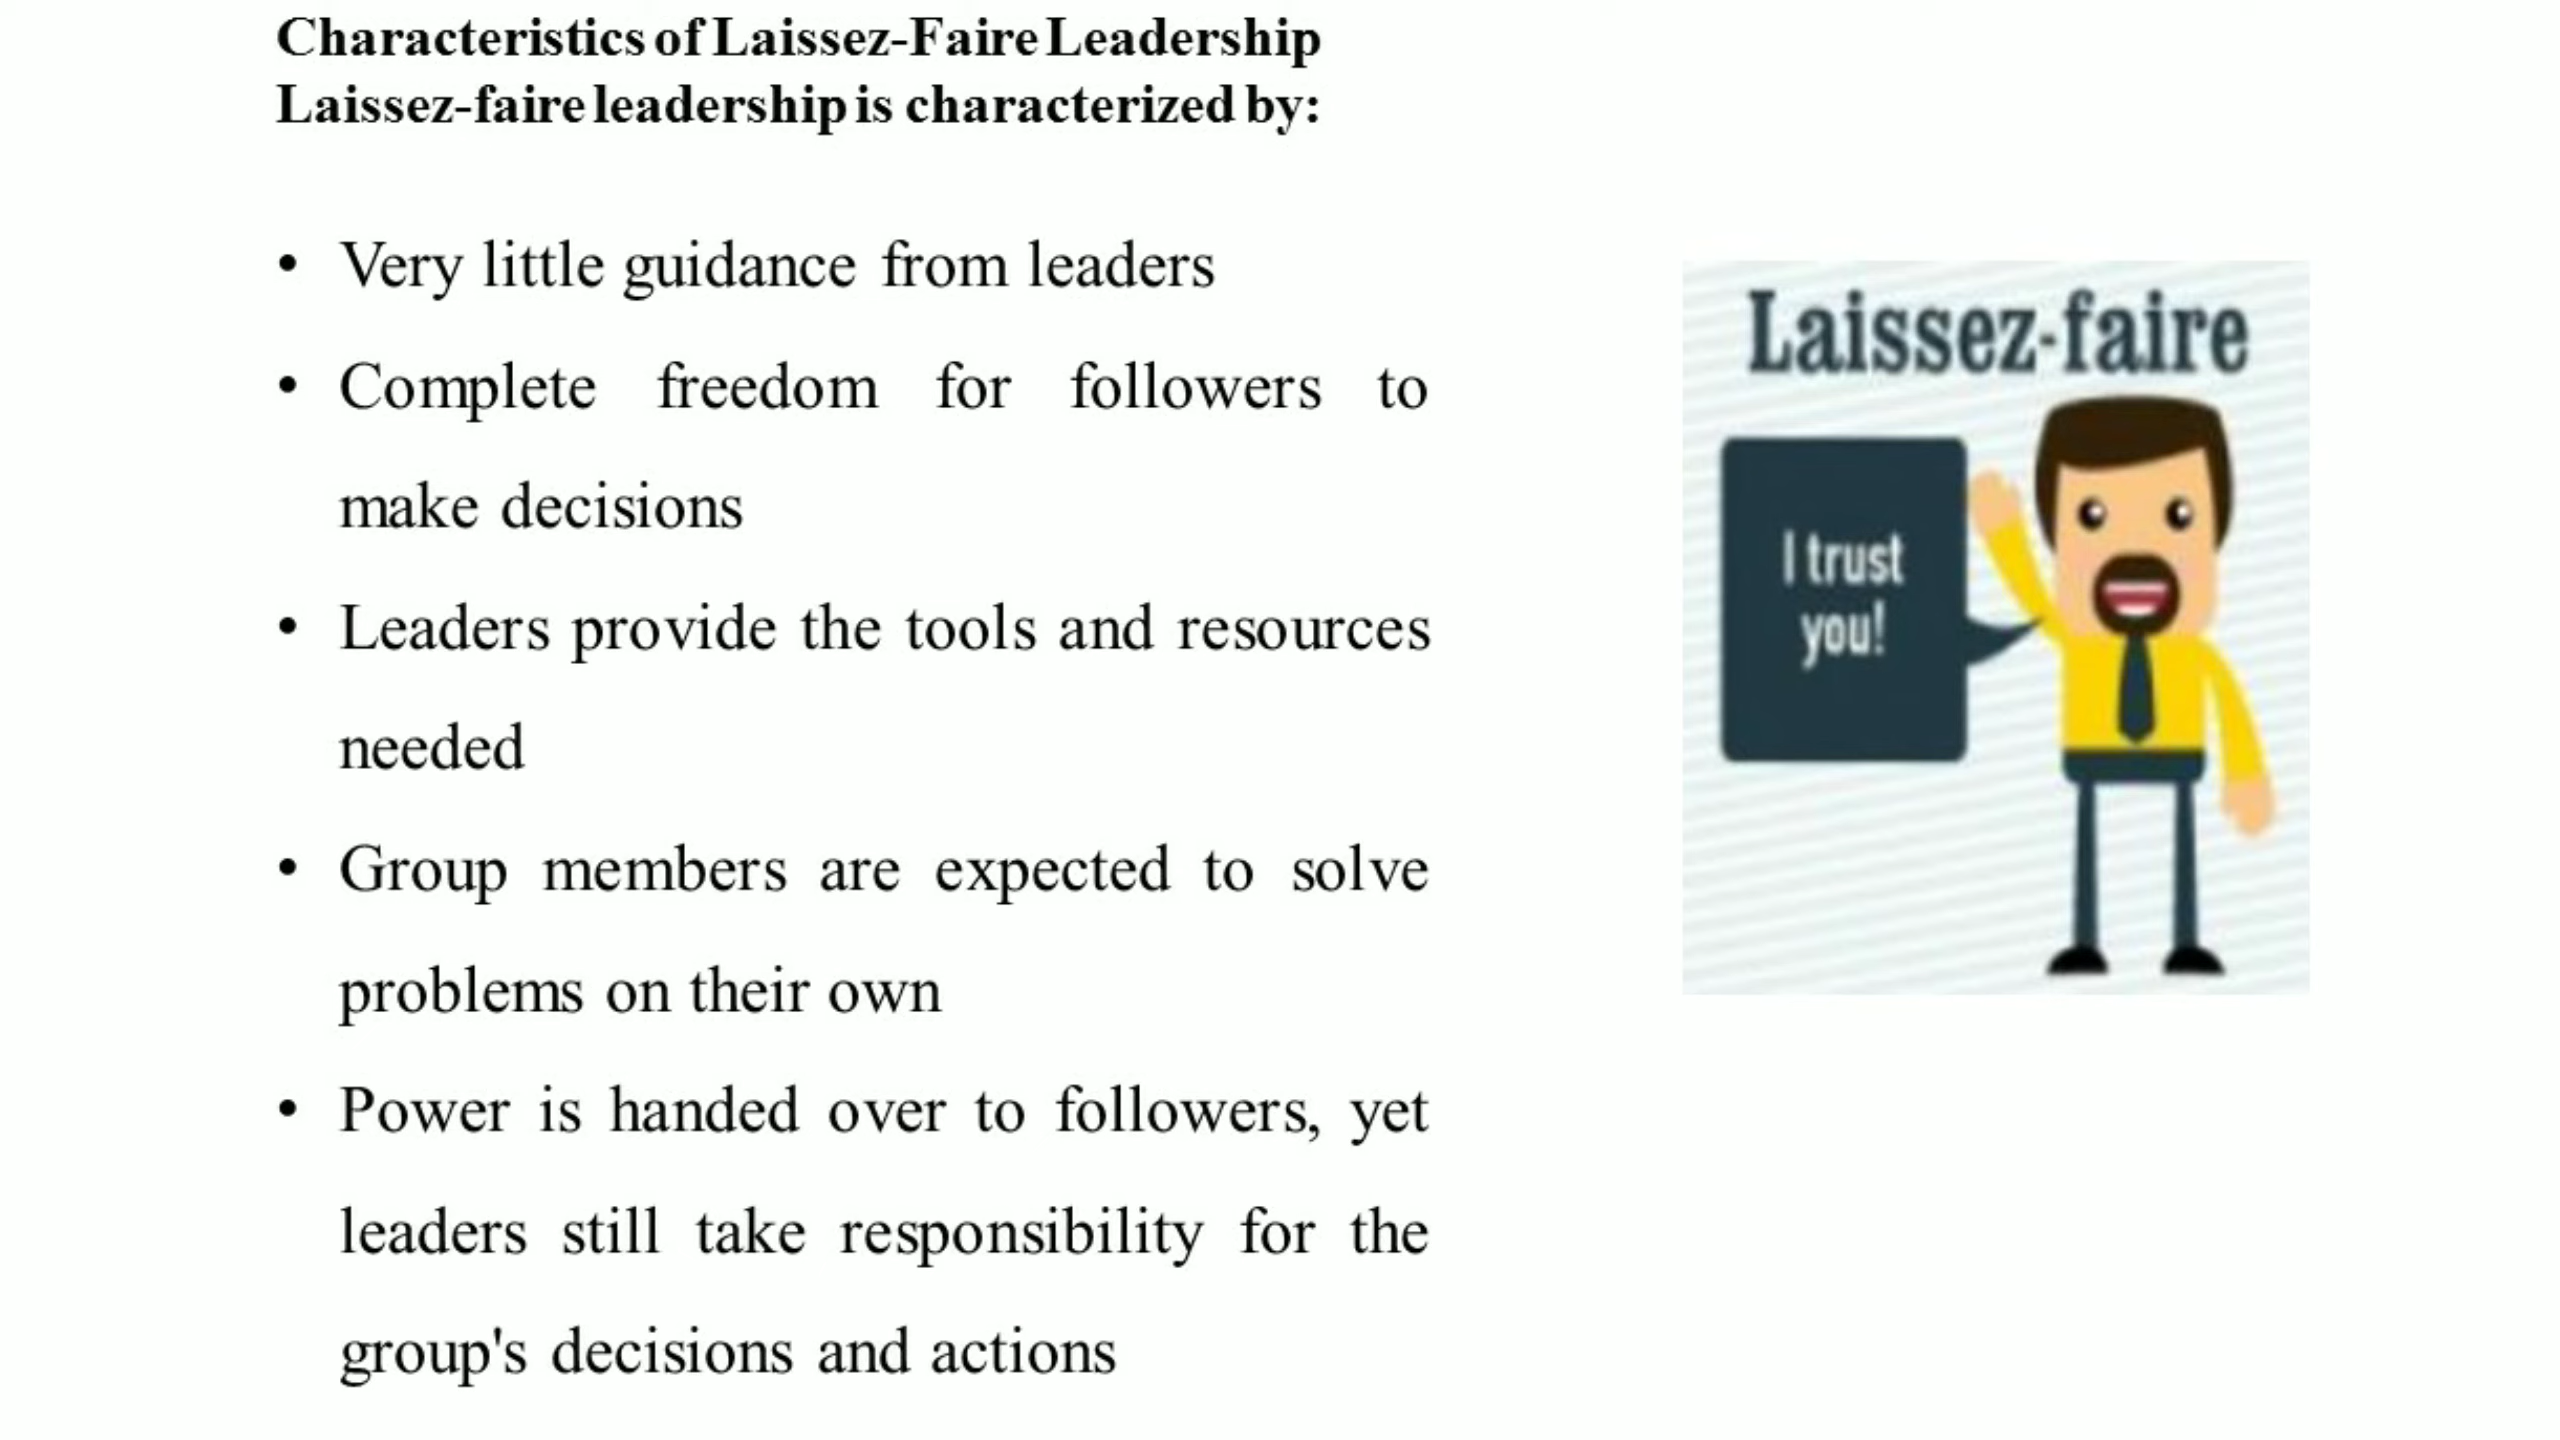 Characteristics of Laissez-Faire Leadership
Laissez-faire leadership is characterized by:
• Very little guidance from leaders
• Complete freedom for followers to
make decisions
• Leaders provide the tools and resources
needed
• Group members are expected to solve
problems on their own
• Power is handed over to followers, yet
leaders still take responsibility for the
group's decisions and actions
Laissez-faire
I trust
you!